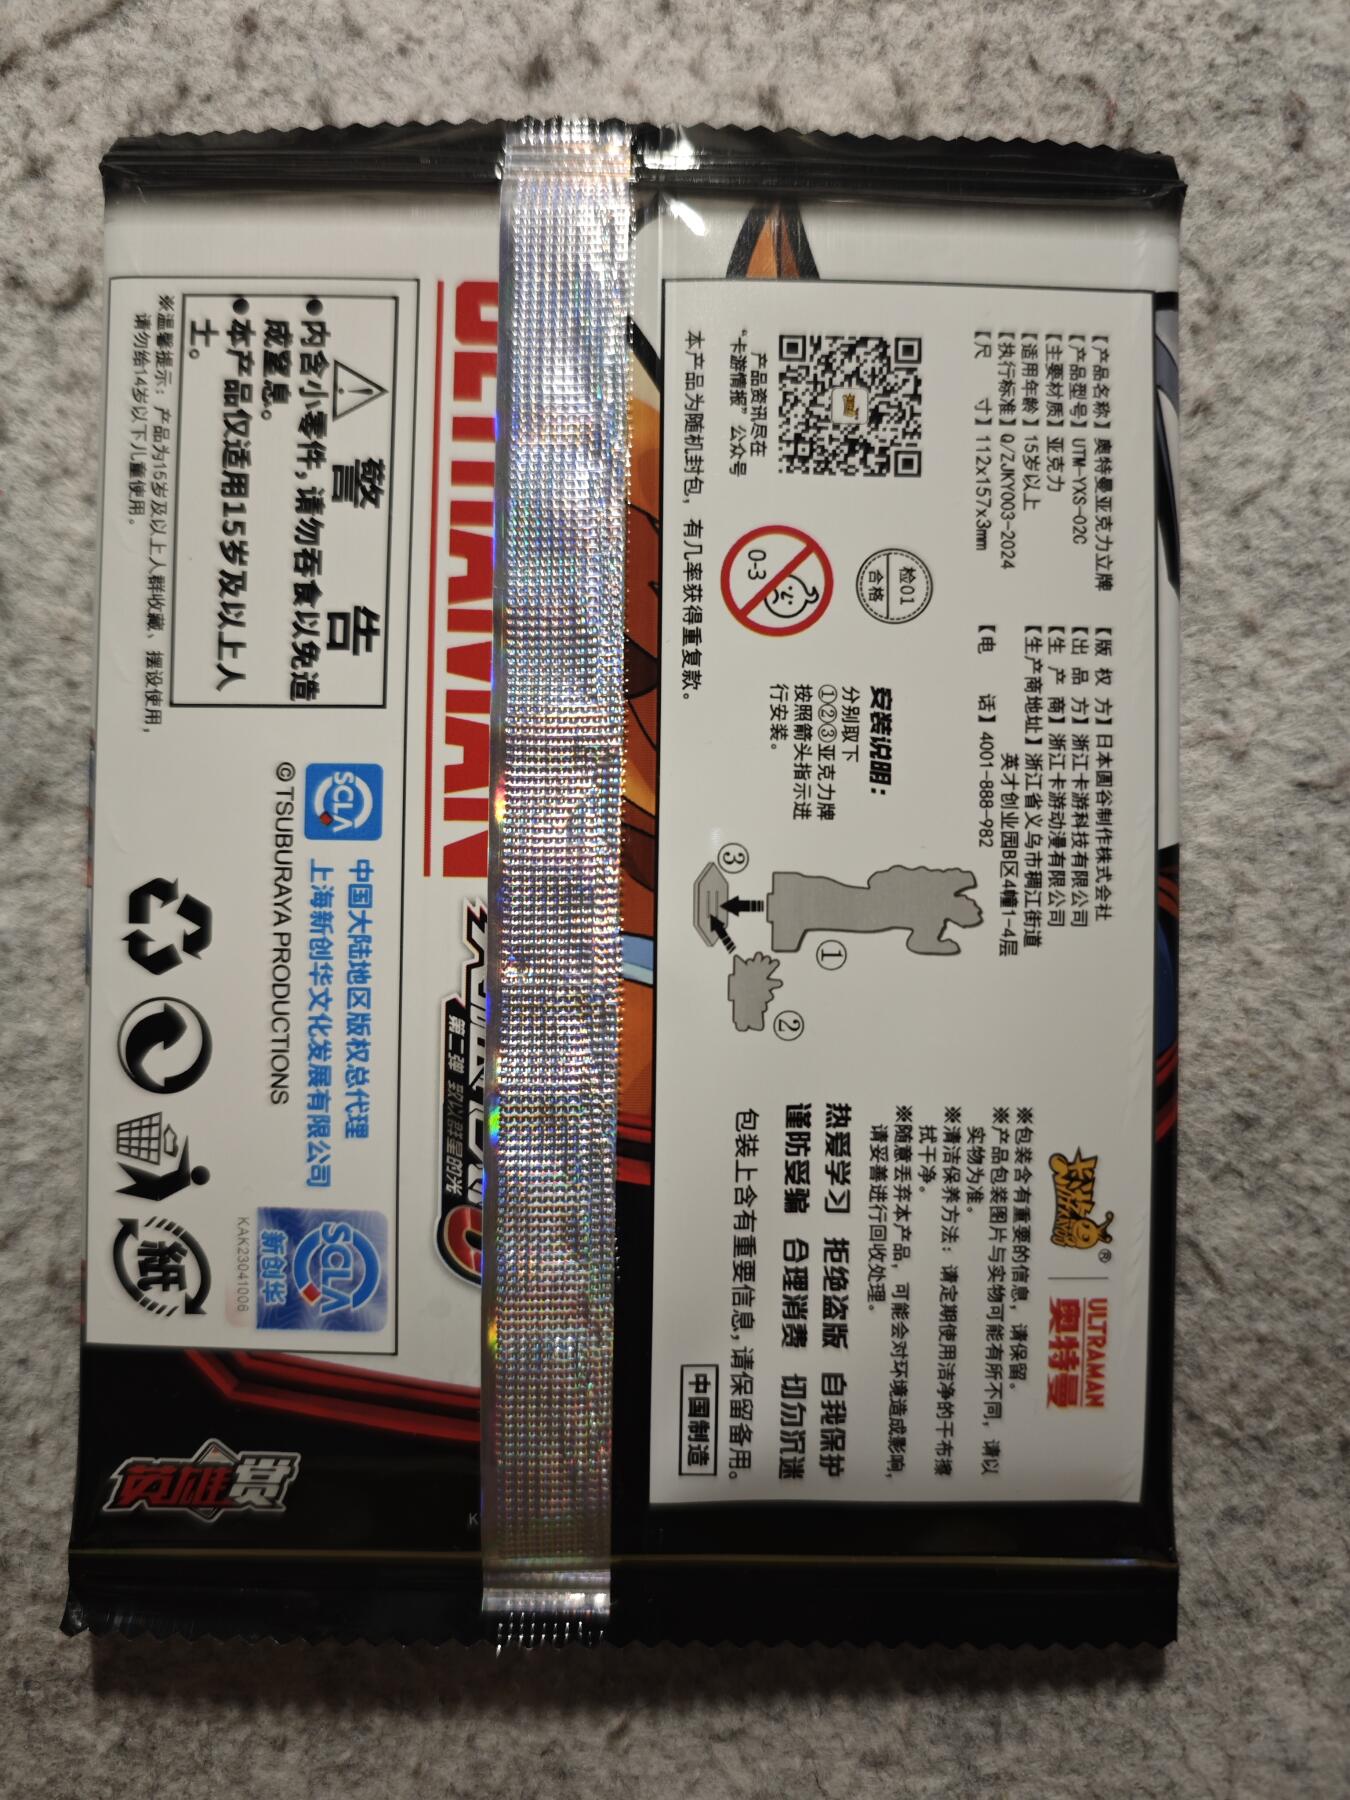 【产品名称】奥特曼亚克力立牌
【产品型号】UTM-YXS-02C
【主要材质】亚克力
【适用年龄】15岁以上
【执行标准】Q/ZJKY003-2024
【尺 寸】112x157x3mm
【版 权 方】日本圆谷制作株式会社
【出 品 方】浙江卡游科技有限公司
【生 产 商】浙江卡游动漫有限公司
【生产商地址】浙江省义乌市稠江街道
英才创业园B区4幢1-4层
【电 话】4001-888-982
卡游
KAYOU
®
ULTRAMAN
奥特曼
产品资讯尽在
“卡游情报”公众号
检01
合格
0-3
安装说明：
分别取下
①②③亚克力牌
按照箭头指示进
行安装。
①
②
③
※包装含有重要的信息，请保留。
※产品包装图片与实物可能有所不同，请以
实物为准。
※清洁保养方法：请定期使用洁净的干布擦
拭干净。
※随意丢弃本产品，可能会对环境造成影响，
请妥善进行回收处理。
热爱学习 拒绝盗版 自我保护
谨防受骗 合理消费 切勿沉迷
包装上含有重要信息，请保留备用。
本产品为随机封包，有几率获得重复款。
中国制造
ULTRAMAN
第二弹 致以群星的光
警 告
●内含小零件，请勿吞食以免造
成窒息。
●本产品仅适用15岁及以上人
士。
※温馨提示：产品为15岁及以上人群收藏、摆设使用，
请勿给14岁以下儿童使用。
SCLA
中国大陆地区版权总代理
上海新创华文化发展有限公司
©TSUBURAYA PRODUCTIONS
SCLA
新创华
KAK23041006
紙
英雄赏